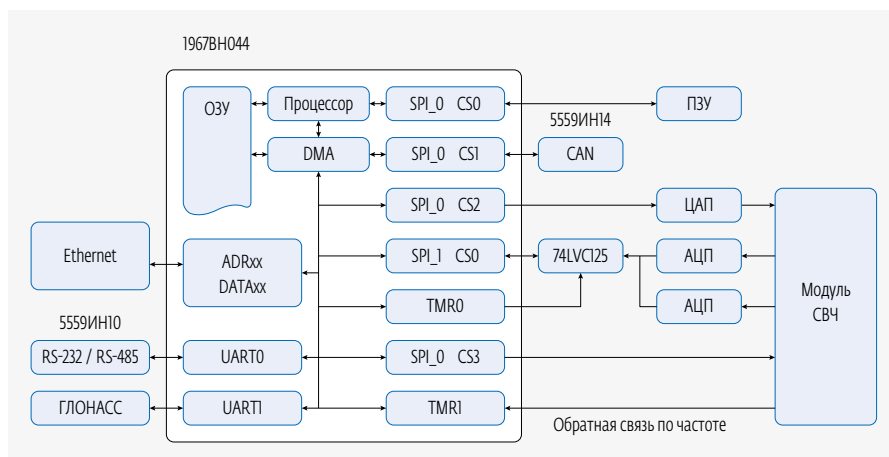 1967ВН044
ОЗУ
Процессор
SPI_0 CS0
ПЗУ
5559ИН14
DMA
SPI_0 CS1
CAN
SPI_0 CS2
ЦАП
Ethernet
ADRxx
DATAxx
SPI_1 CS0
74LVC125
АЦП
Модуль
СВЧ
TMR0
АЦП
5559ИН10
RS-232 / RS-485
UART0
SPI_0 CS3
ГЛОНАСС
UART1
TMR1
Обратная связь по частоте